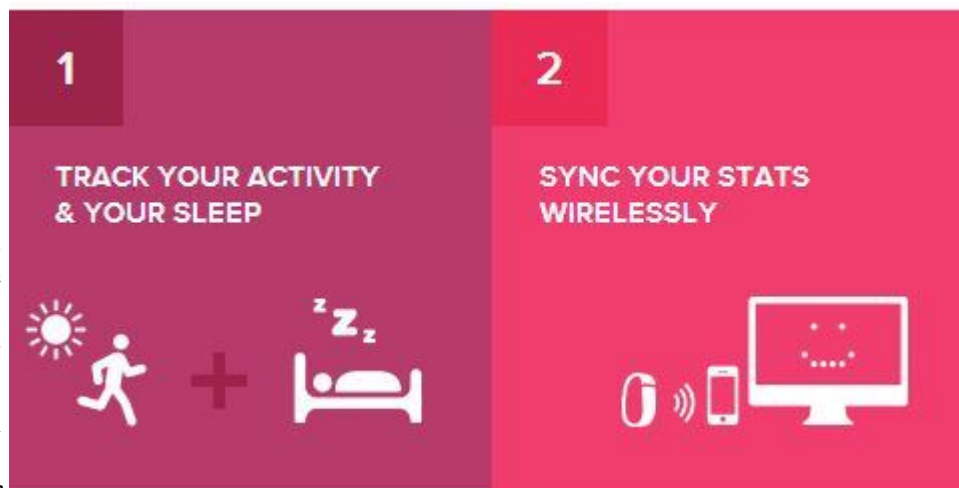 1
TRACK YOUR ACTIVITY
& YOUR SLEEP
z z z
2
SYNC YOUR STATS
WIRELESSLY